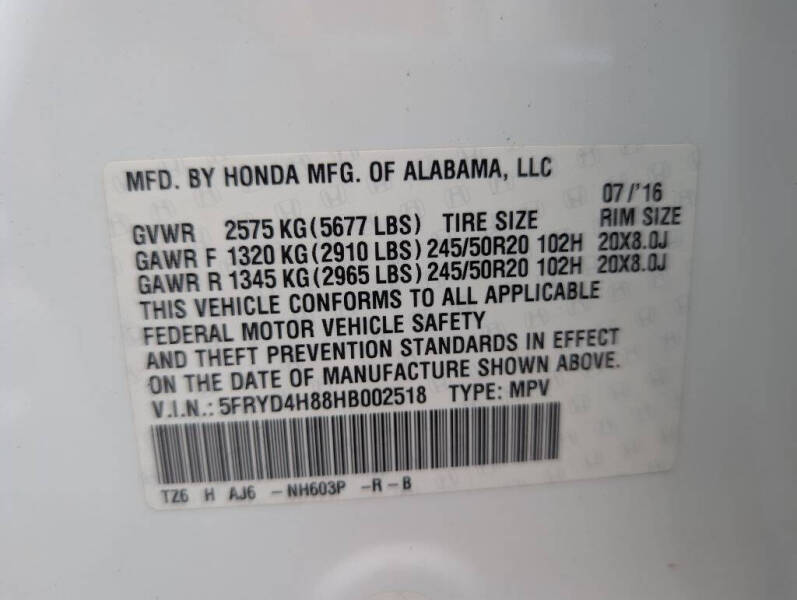 MFD. BY HONDA MFG. OF ALABAMA, LLC
07/'16
GVWR 2575 KG(5677 LBS) TIRE SIZE RIM SIZE
GAWR F 1320 KG(2910 LBS) 245/50R20 102H 20X8.0J
GAWR R 1345 KG(2965 LBS) 245/50R20 102H 20X8.0J
THIS VEHICLE CONFORMS TO ALL APPLICABLE
FEDERAL MOTOR VEHICLE SAFETY
AND THEFT PREVENTION STANDARDS IN EFFECT
ON THE DATE OF MANUFACTURE SHOWN ABOVE.
V.I.N.: 5FRYD4H88HB002518 TYPE: MPV
TZ6 H AJ6 -NH603P -R-B